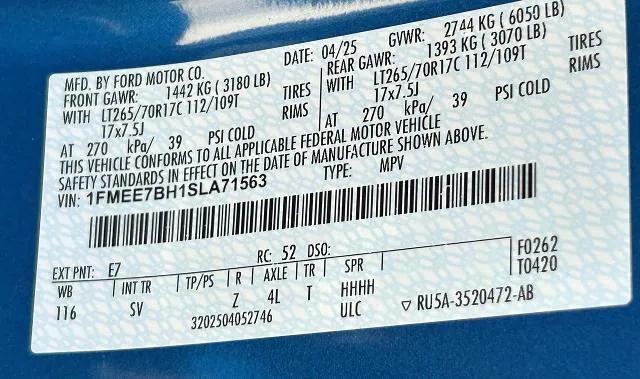 MFD. BY FORD MOTOR CO. DATE: 04/25 GVWR: 2744 KG (6050 LB)
FRONT GAWR: 1442 KG (3180 LB) REAR GAWR: 1393 KG (3070 LB)
WITH LT265/70R17C 112/109T TIRES WITH LT265/70R17C 112/109T TIRES
17x7.5J RIMS 17x7.5J RIMS
AT 270 kPa/ 39 PSI COLD AT 270 kPa/ 39 PSI COLD
THIS VEHICLE CONFORMS TO ALL APPLICABLE FEDERAL MOTOR VEHICLE
SAFETY STANDARDS IN EFFECT ON THE DATE OF MANUFACTURE SHOWN ABOVE.
VIN: 1FMEE7BH1SLA71563 TYPE: MPV
EXT PNT: E7 RC: 52 DSO: F0262
WB INT TR TP/PS R AXLE TR SPR T0420
116 SV Z 4L T HHHH
3202504052746 ULC ▽ RU5A-3520472-AB